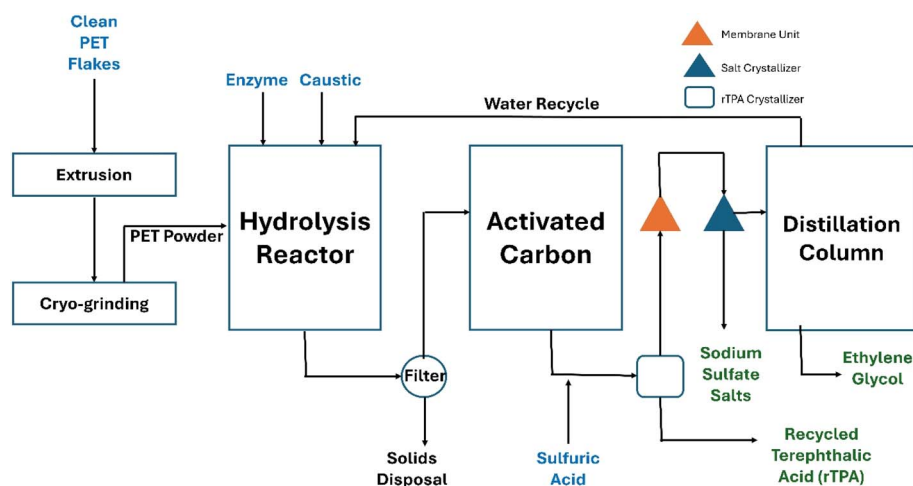 Clean
PET
Flakes
Enzyme
Caustic
Membrane Unit
Salt Crystallizer
rTPA Crystallizer
Water Recycle
Extrusion
PET Powder
Cryo-grinding
Hydrolysis
Reactor
Activated
Carbon
Distillation
Column
Filter
Solids
Disposal
Sulfuric
Acid
Sodium
Sulfate
Salts
Ethylene
Glycol
Recycled
Terephthalic
Acid (rTPA)